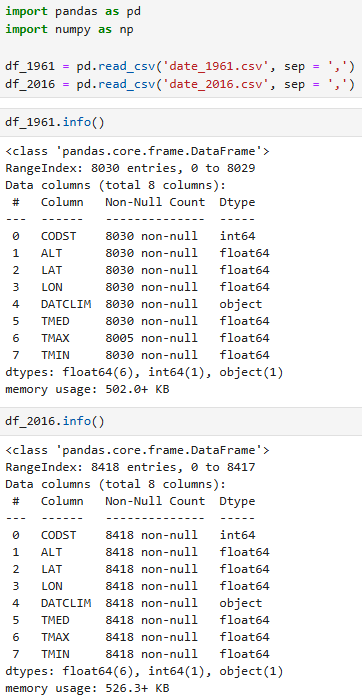 import pandas as pd
import numpy as np
df_1961 = pd.read_csv('date_1961.csv', sep = ',')
df_2016 = pd.read_csv('date_2016.csv', sep = ',')
df_1961.info()
<class 'pandas.core.frame.DataFrame'>
RangeIndex: 8030 entries, 0 to 8029
Data columns (total 8 columns):
 #   Column   Non-Null Count  Dtype
---  ------   --------------  -----
 0   CODST    8030 non-null   int64
 1   ALT      8030 non-null   float64
 2   LAT      8030 non-null   float64
 3   LON      8030 non-null   float64
 4   DATCLIM  8030 non-null   object
 5   TMED     8030 non-null   float64
 6   TMAX     8005 non-null   float64
 7   TMIN     8030 non-null   float64
dtypes: float64(6), int64(1), object(1)
memory usage: 502.0+ KB
df_2016.info()
<class 'pandas.core.frame.DataFrame'>
RangeIndex: 8418 entries, 0 to 8417
Data columns (total 8 columns):
 #   Column   Non-Null Count  Dtype
---  ------   --------------  -----
 0   CODST    8418 non-null   int64
 1   ALT      8418 non-null   float64
 2   LAT      8418 non-null   float64
 3   LON      8418 non-null   float64
 4   DATCLIM  8418 non-null   object
 5   TMED     8418 non-null   float64
 6   TMAX     8418 non-null   float64
 7   TMIN     8418 non-null   float64
dtypes: float64(6), int64(1), object(1)
memory usage: 526.3+ KB